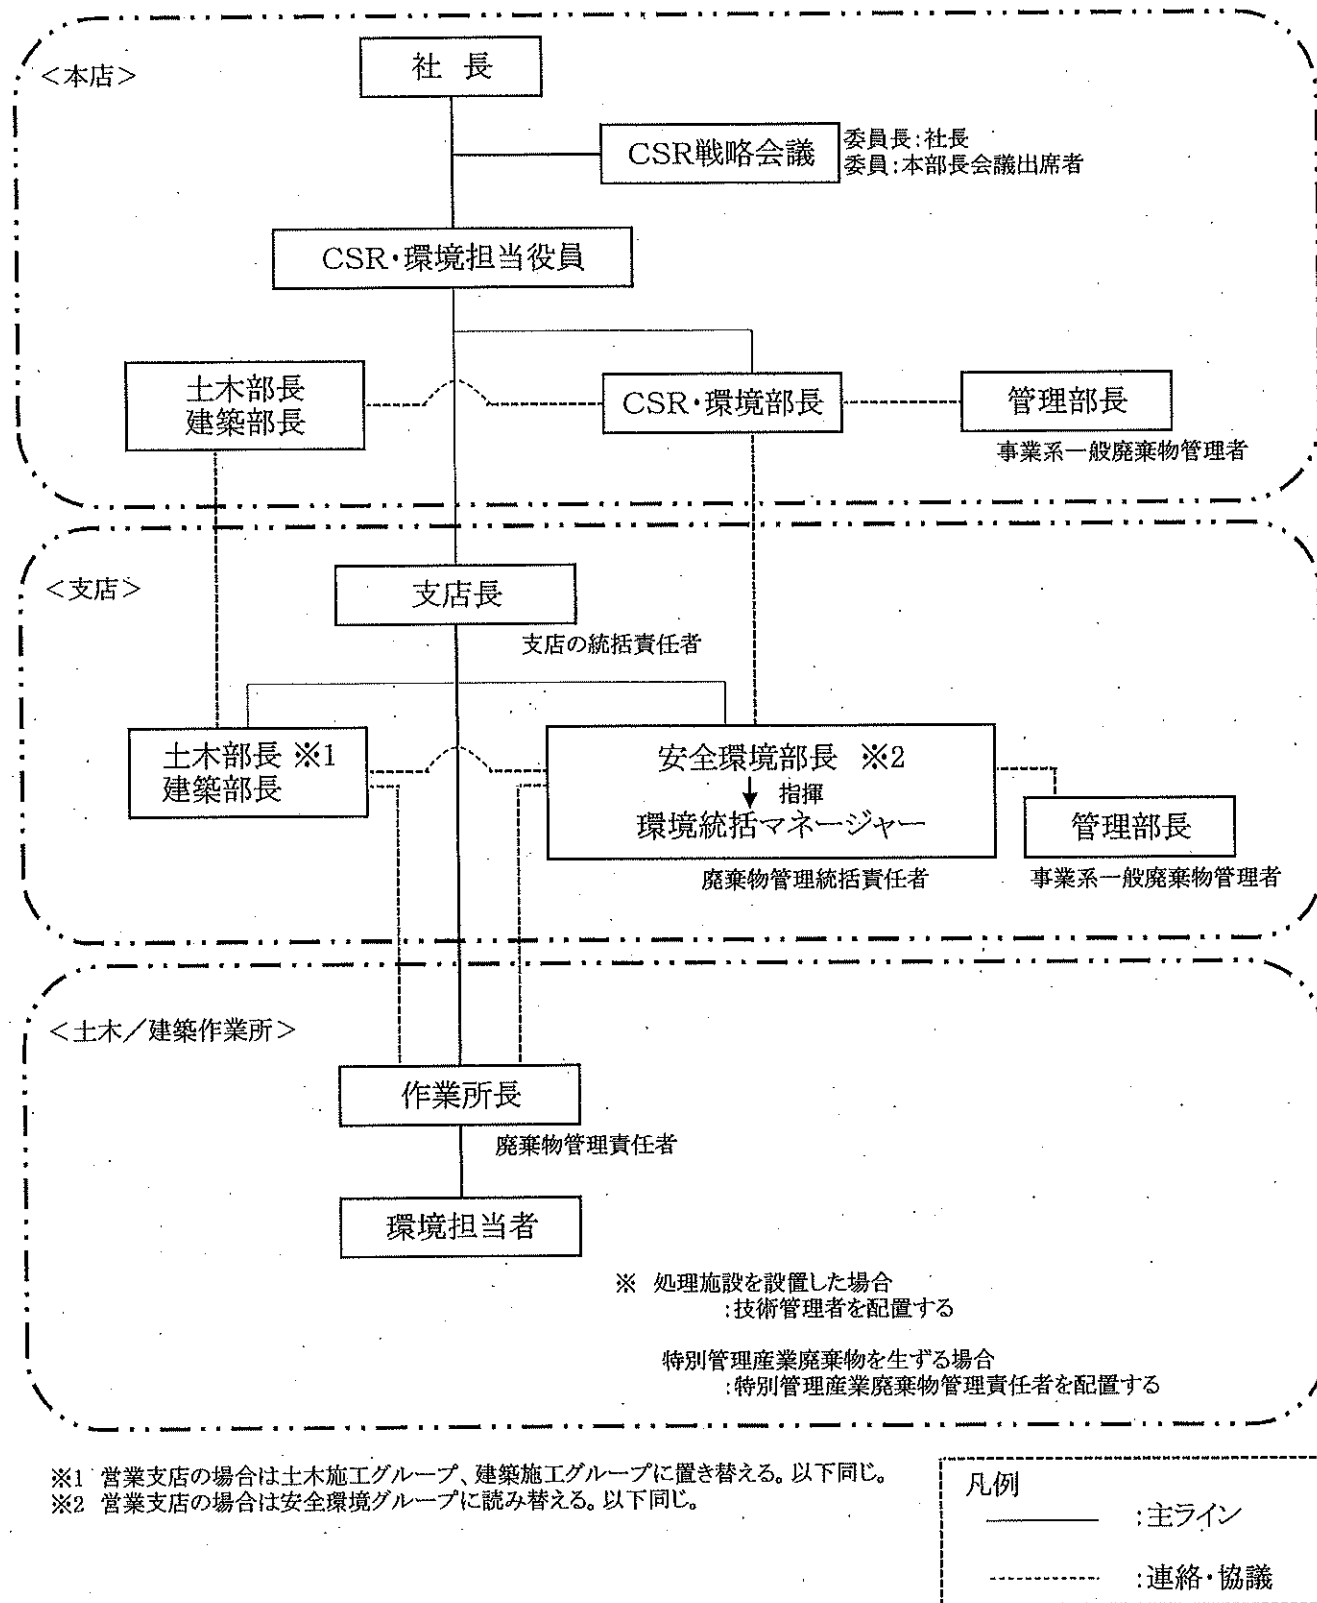 ＜本店＞
社 長
CSR戦略会議
委員長：社長
委員：本部長会議出席者
CSR・環境担当役員
土木部長
建築部長
CSR・環境部長
管理部長
事業系一般廃棄物管理者
＜支店＞
支店長
支店の統括責任者
土木部長 ※1
建築部長
安全環境部長 ※2
指揮
環境統括マネージャー
廃棄物管理統括責任者
管理部長
事業系一般廃棄物管理者
＜土木／建築作業所＞
作業所長
廃棄物管理責任者
環境担当者
※ 処理施設を設置した場合
：技術管理者を配置する
特別管理産業廃棄物を生ずる場合
：特別管理産業廃棄物管理責任者を配置する
※1 営業支店の場合は土木施工グループ、建築施工グループに置き替える。以下同じ。
※2 営業支店の場合は安全環境グループに読み替える。以下同じ。
凡例
：主ライン
：連絡・協議